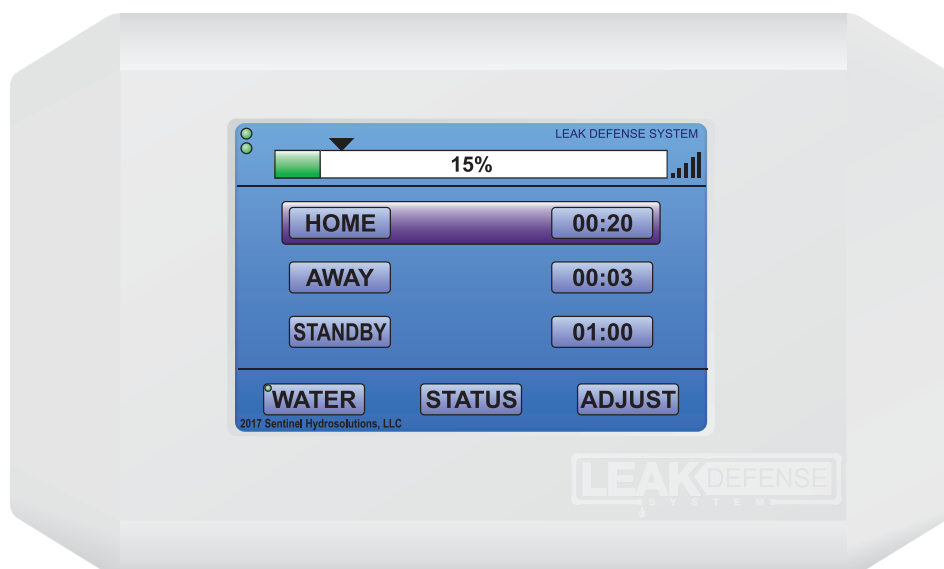 LEAK DEFENSE SYSTEM
15%
HOME 00:20
AWAY 00:03
STANDBY 01:00
WATER STATUS ADJUST
2017 Sentinel Hydrosolutions, LLC
LEAK DEFENSE
SYSTEM